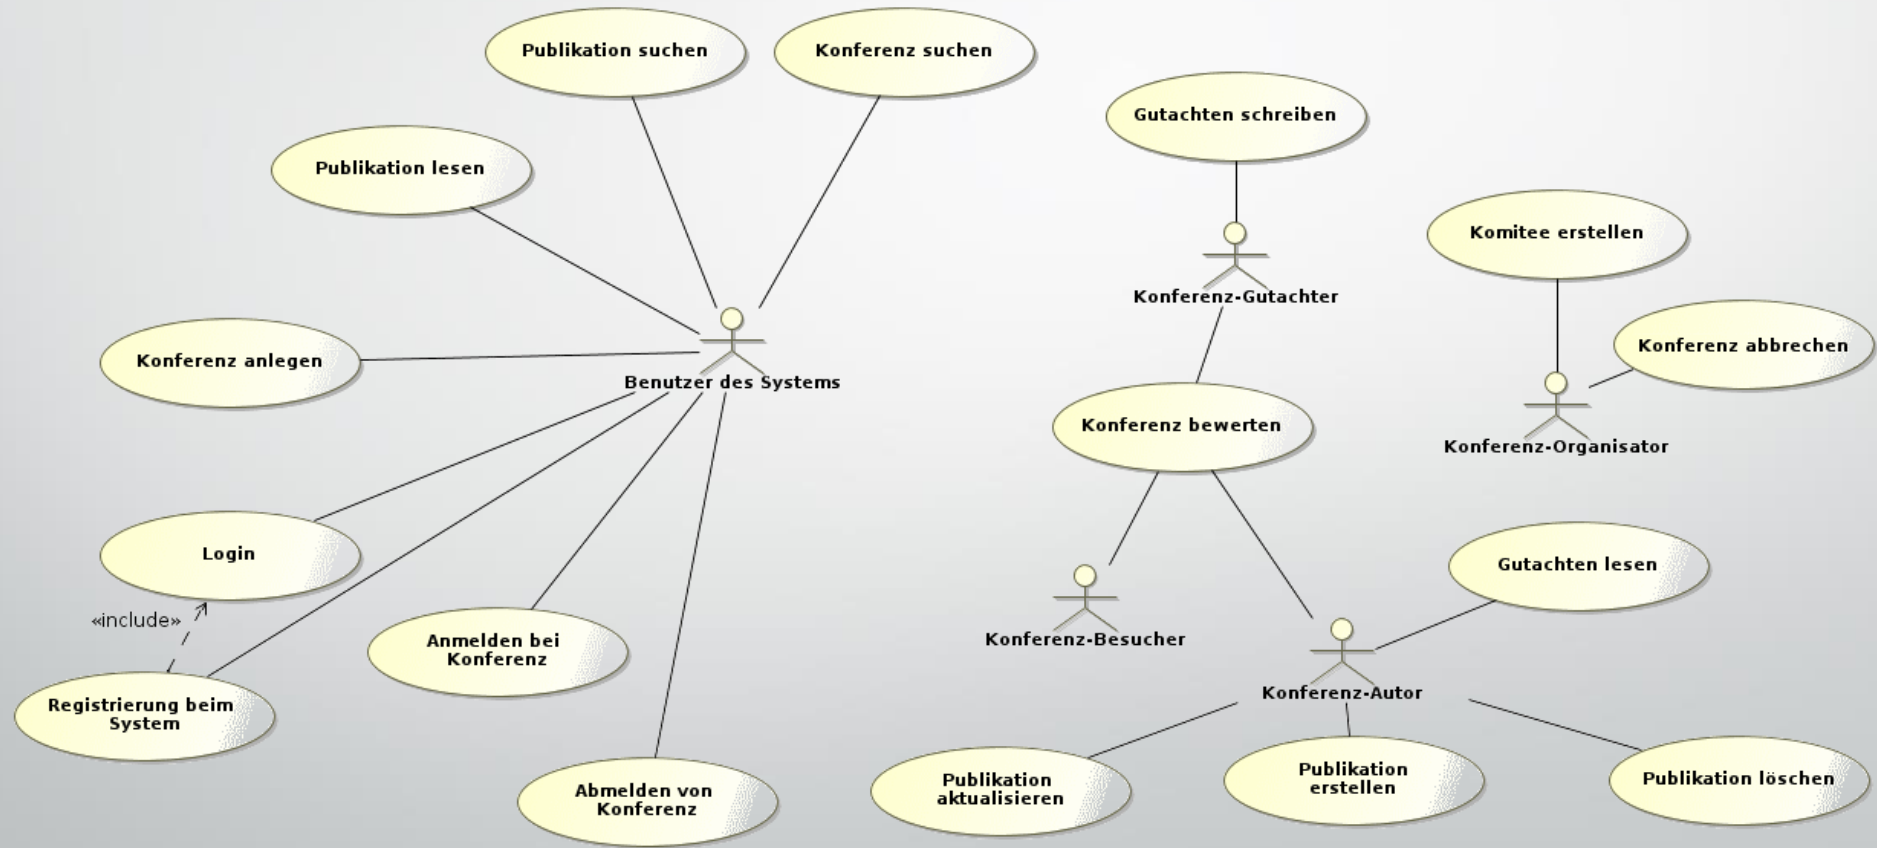 Publikation suchen
Konferenz suchen
Gutachten schreiben
Publikation lesen
Komitee erstellen
Konferenz-Gutachter
Konferenz abbrechen
Konferenz anlegen
Benutzer des Systems
Konferenz bewerten
Konferenz-Organisator
Login
Gutachten lesen
«include»
Anmelden bei
Konferenz
Konferenz-Besucher
Konferenz-Autor
Registrierung beim
System
Abmelden von
Konferenz
Publikation
aktualisieren
Publikation
erstellen
Publikation löschen